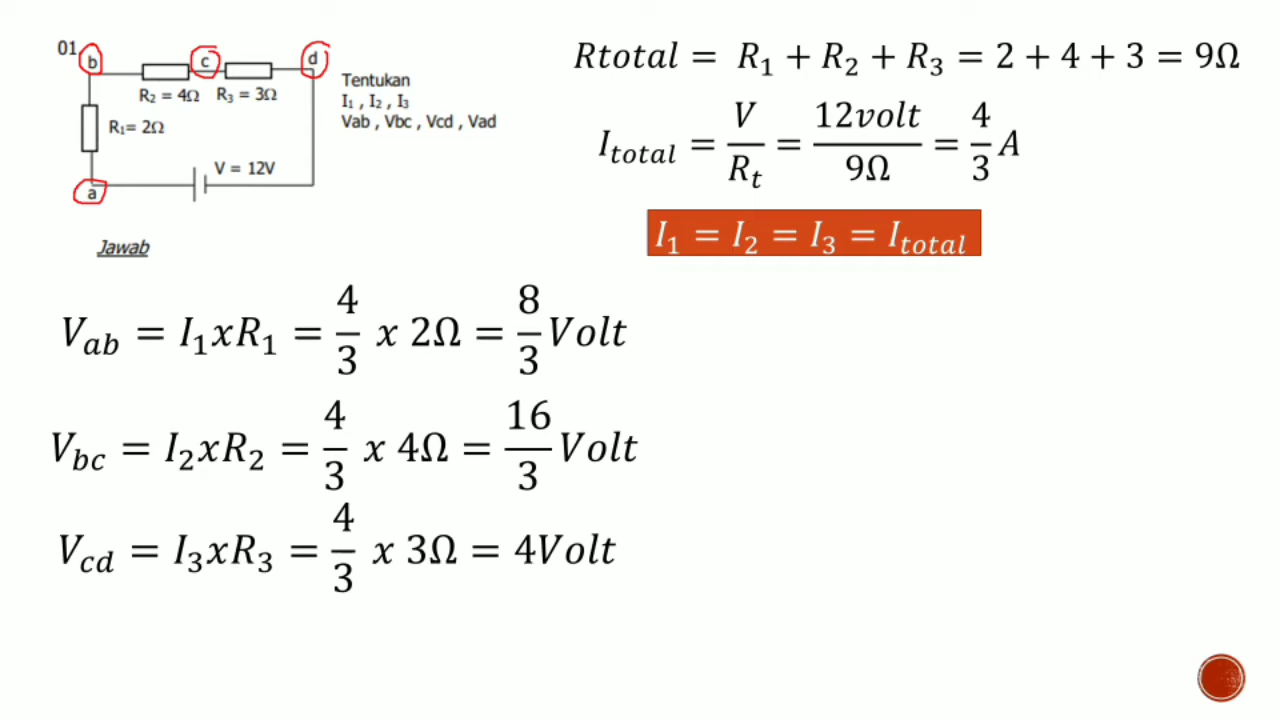 01.
b
c
d
R₂ = 4Ω R₃ = 3Ω
R₁= 2Ω
V = 12V
a
Tentukan
I₁ , I₂ , I₃
Vab , Vbc , Vcd , Vad
Rtotal = R₁ + R₂ + R₃ = 2 + 4 + 3 = 9Ω
I_total = V/R_t = 12volt/9Ω = 4/3 A
I₁ = I₂ = I₃ = I_total
Jawab
V_ab = I₁xR₁ = 4/3 x 2Ω = 8/3 Volt
V_bc = I₂xR₂ = 4/3 x 4Ω = 16/3 Volt
V_cd = I₃xR₃ = 4/3 x 3Ω = 4Volt